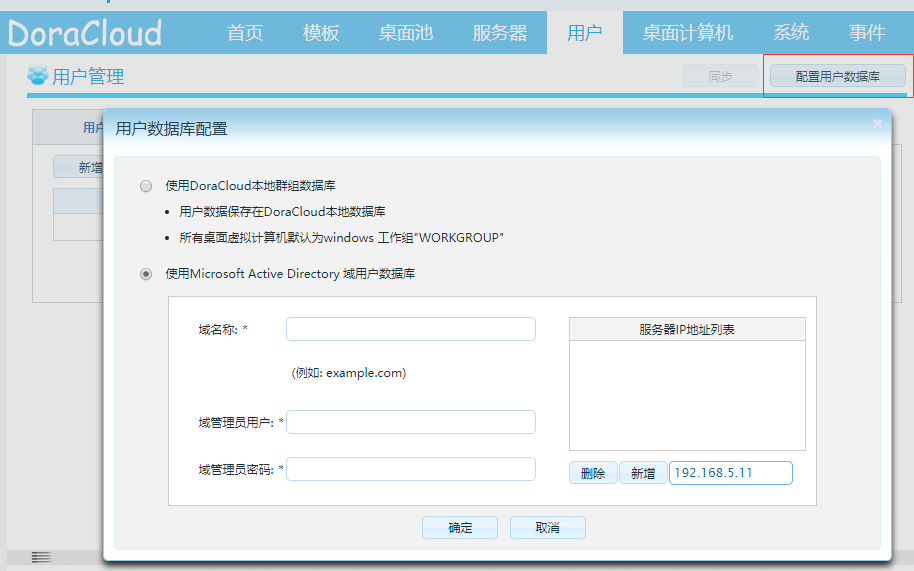 DoraCloud 首页 模板 桌面池 服务器 用户 桌面计算机 系统 事件
用户管理 同步 配置用户数据库
用户
新增
用户数据库配置
使用DoraCloud本地群组数据库
• 用户数据保存在DoraCloud本地数据库
• 所有桌面虚拟计算机默认为windows 工作组"WORKGROUP"
使用Microsoft Active Directory 域用户数据库
域名称: * 服务器IP地址列表
(例如: example.com)
域管理员用户: *
域管理员密码: * 删除 新增 192.168.5.11
确定 取消